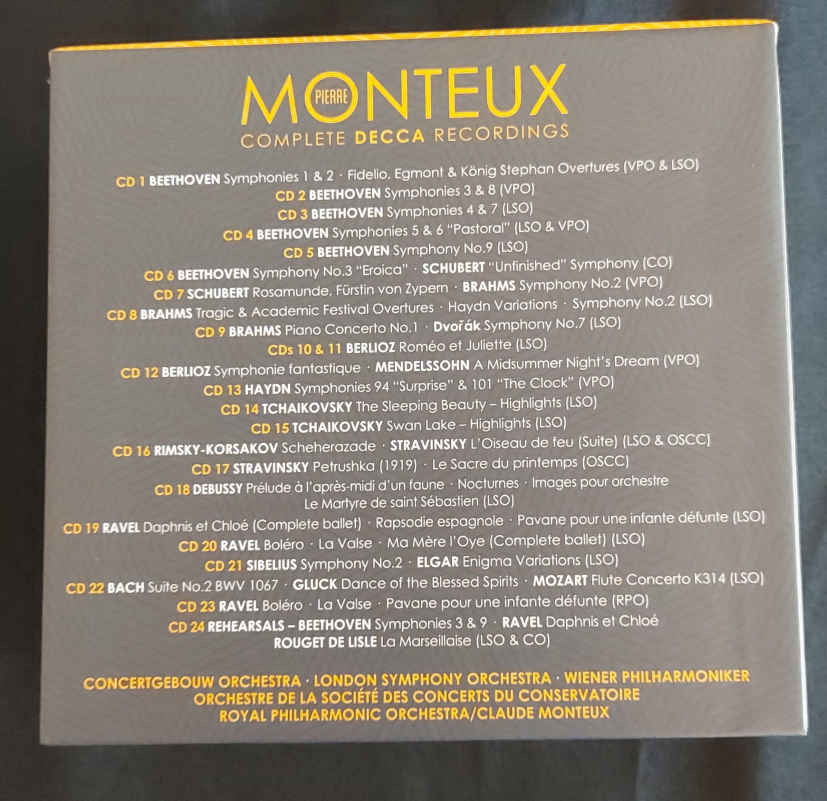 MONTEUX
PIERRE
COMPLETE DECCA RECORDINGS
CD 1 BEETHOVEN Symphonies 1 & 2 · Fidelio, Egmont & König Stephan Overtures (VPO & LSO)
CD 2 BEETHOVEN Symphonies 3 & 8 (VPO)
CD 3 BEETHOVEN Symphonies 4 & 7 (LSO)
CD 4 BEETHOVEN Symphonies 5 & 6 “Pastoral” (LSO & VPO)
CD 5 BEETHOVEN Symphony No.9 (LSO)
CD 6 BEETHOVEN Symphony No.3 “Eroica” · SCHUBERT “Unfinished” Symphony (CO)
CD 7 SCHUBERT Rosamunde, Fürstin von Zypern · BRAHMS Symphony No.2 (VPO)
CD 8 BRAHMS Tragic & Academic Festival Overtures · Haydn Variations · Symphony No.2 (LSO)
CD 9 BRAHMS Piano Concerto No.1 · Dvořák Symphony No.7 (LSO)
CDs 10 & 11 BERLIOZ Roméo et Juliette (LSO)
CD 12 BERLIOZ Symphonie fantastique · MENDELSSOHN A Midsummer Night’s Dream (VPO)
CD 13 HAYDN Symphonies 94 “Surprise” & 101 “The Clock” (VPO)
CD 14 TCHAIKOVSKY The Sleeping Beauty – Highlights (LSO)
CD 15 TCHAIKOVSKY Swan Lake – Highlights (LSO)
CD 16 RIMSKY-KORSAKOV Scheherazade · STRAVINSKY L’Oiseau de feu (Suite) (LSO & OSCC)
CD 17 STRAVINSKY Petrushka (1919) · Le Sacre du printemps (OSCC)
CD 18 DEBUSSY Prélude à l’après-midi d’un faune · Nocturnes · Images pour orchestre
Le Martyre de saint Sébastien (LSO)
CD 19 RAVEL Daphnis et Chloé (Complete ballet) · Rapsodie espagnole · Pavane pour une infante défunte (LSO)
CD 20 RAVEL Boléro · La Valse · Ma Mère l’Oye (Complete ballet) (LSO)
CD 21 SIBELIUS Symphony No.2 · ELGAR Enigma Variations (LSO)
CD 22 BACH Suite No.2 BWV 1067 · GLUCK Dance of the Blessed Spirits · MOZART Flute Concerto K314 (LSO)
CD 23 RAVEL Boléro · La Valse · Pavane pour une infante défunte (RPO)
CD 24 REHEARSALS – BEETHOVEN Symphonies 3 & 9 · RAVEL Daphnis et Chloé
ROUGET DE LISLE La Marseillaise (LSO & CO)
CONCERTGEBOUW ORCHESTRA · LONDON SYMPHONY ORCHESTRA · WIENER PHILHARMONIKER
ORCHESTRE DE LA SOCIÉTÉ DES CONCERTS DU CONSERVATOIRE
ROYAL PHILHARMONIC ORCHESTRA/CLAUDE MONTEUX